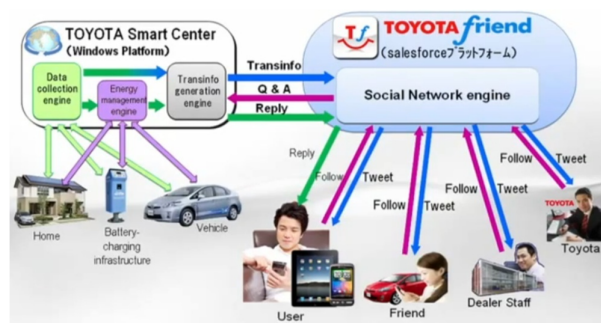 TOYOTA Smart Center
(Windows Platform)
Data
collection
engine
Energy
management
engine
Transinfo
generation
engine
Transinfo
Q & A
Reply
Tf
TOYOTA friend
(salesforceプラットフォーム)
Social Network engine
Home
Battery-
charging
infrastructure
Vehicle
Reply
Follow
Tweet
Follow
Tweet
Follow
Tweet
Follow
Tweet
User
Friend
Dealer Staff
TOYOTA
Toyota